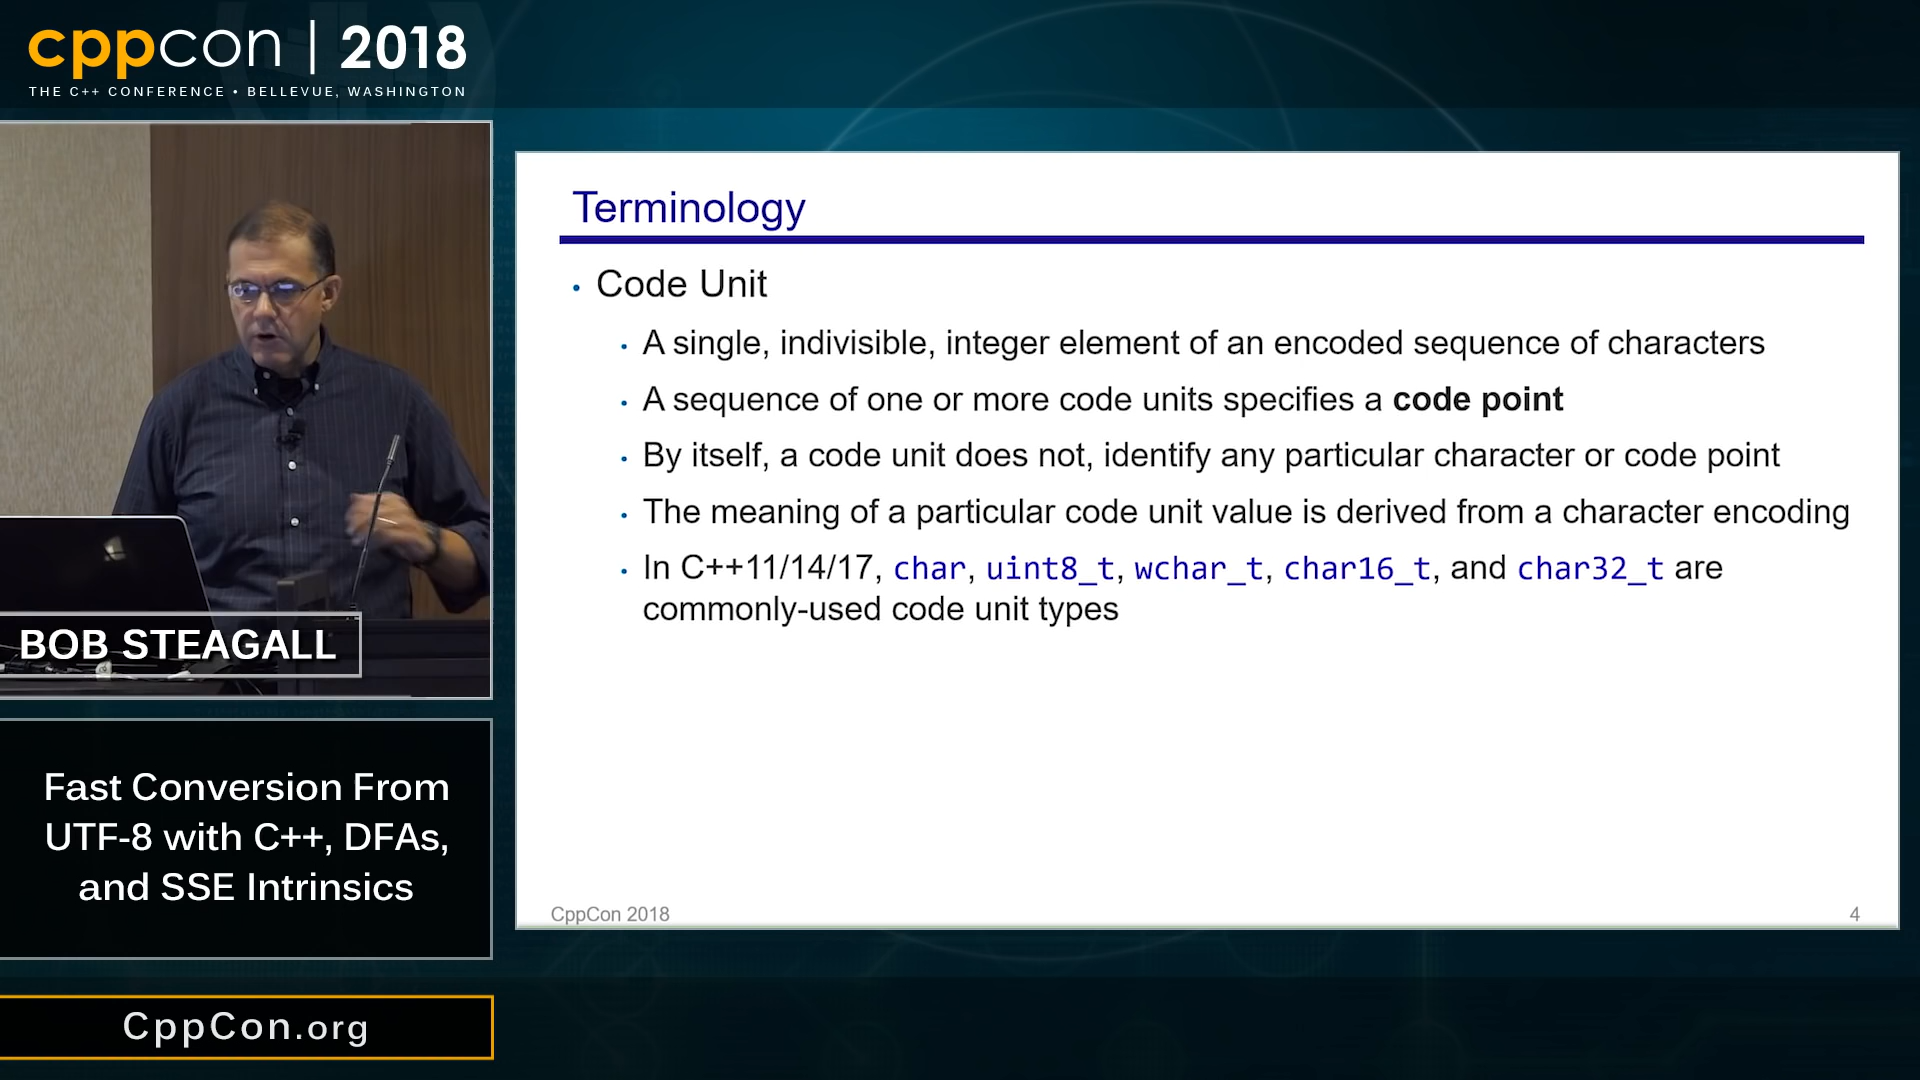 cppcon | 2018
THE C++ CONFERENCE • BELLEVUE, WASHINGTON
Terminology
• Code Unit
• A single, indivisible, integer element of an encoded sequence of characters
• A sequence of one or more code units specifies a code point
• By itself, a code unit does not, identify any particular character or code point
• The meaning of a particular code unit value is derived from a character encoding
• In C++11/14/17, char, uint8_t, wchar_t, char16_t, and char32_t are
commonly-used code unit types
CppCon 2018
4
BOB STEAGALL
Fast Conversion From
UTF-8 with C++, DFAs,
and SSE Intrinsics
CppCon.org